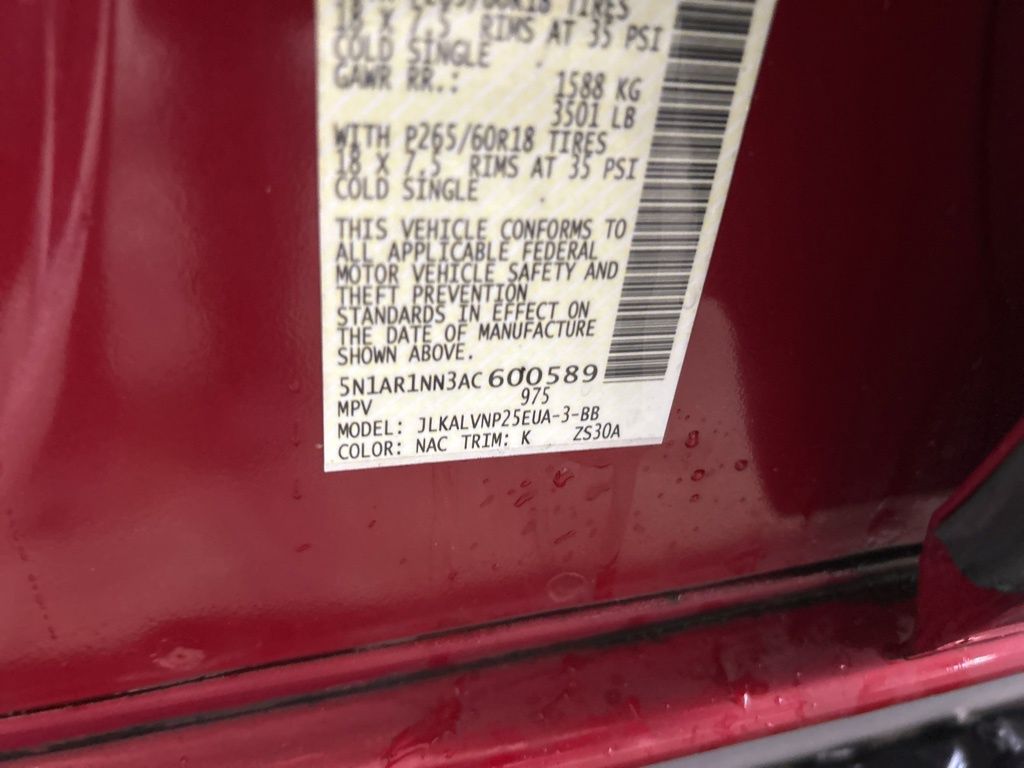 P265/60R18 TIRES
18 X 7.5 RIMS AT 35 PSI
COLD SINGLE
GAWR RR.: 1588 KG
3501 LB
WITH P265/60R18 TIRES
18 X 7.5 RIMS AT 35 PSI
COLD SINGLE
THIS VEHICLE CONFORMS TO
ALL APPLICABLE FEDERAL
MOTOR VEHICLE SAFETY AND
THEFT PREVENTION
STANDARDS IN EFFECT ON
THE DATE OF MANUFACTURE
SHOWN ABOVE.
5N1AR1NN3AC600589
MPV 975
MODEL: JLKALVNP25EUA-3-BB
COLOR: NAC TRIM: K ZS30A